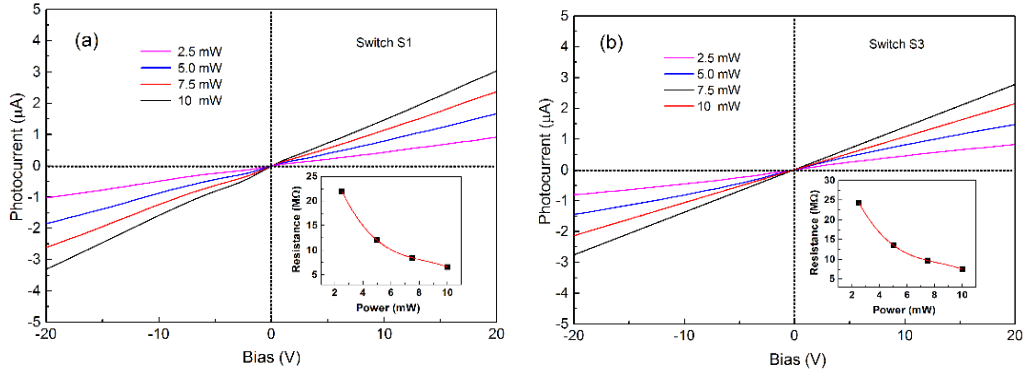 (a)
Switch S1
2.5 mW
5.0 mW
7.5 mW
10 mW
Photocurrent (μA)
5
4
3
2
1
0
-1
-2
-3
-4
-5
-20
-10
0
10
20
Bias (V)
Resistance (MΩ)
25
20
15
10
5
2
4
6
8
10
Power (mW)
(b)
Switch S3
2.5 mW
5.0 mW
7.5 mW
10 mW
Photocurrent (μA)
5
4
3
2
1
0
-1
-2
-3
-4
-5
-20
-10
0
10
20
Bias (V)
Resistance (MΩ)
30
25
20
15
10
5
2
4
6
8
10
Power (mW)